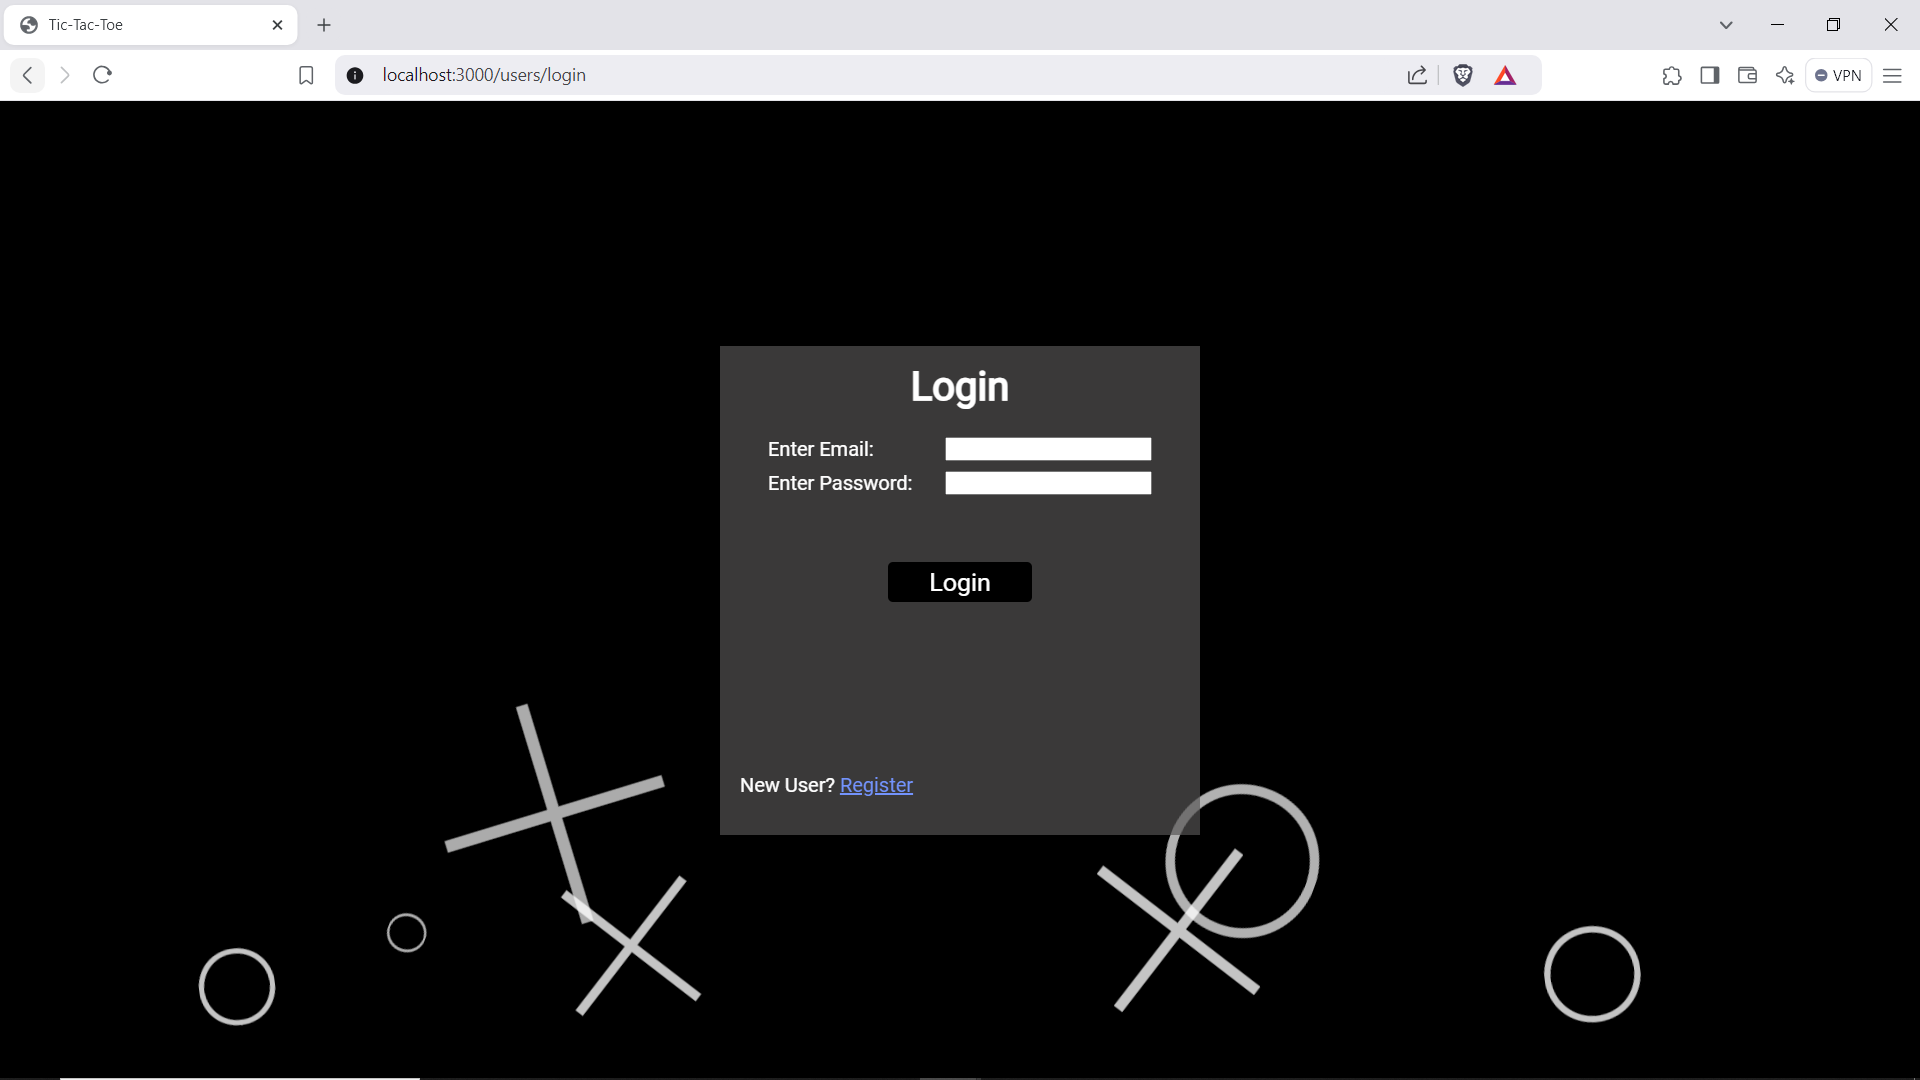 Tic-Tac-Toe
localhost:3000/users/login
VPN
Login
Enter Email:
Enter Password:
Login
New User? Register